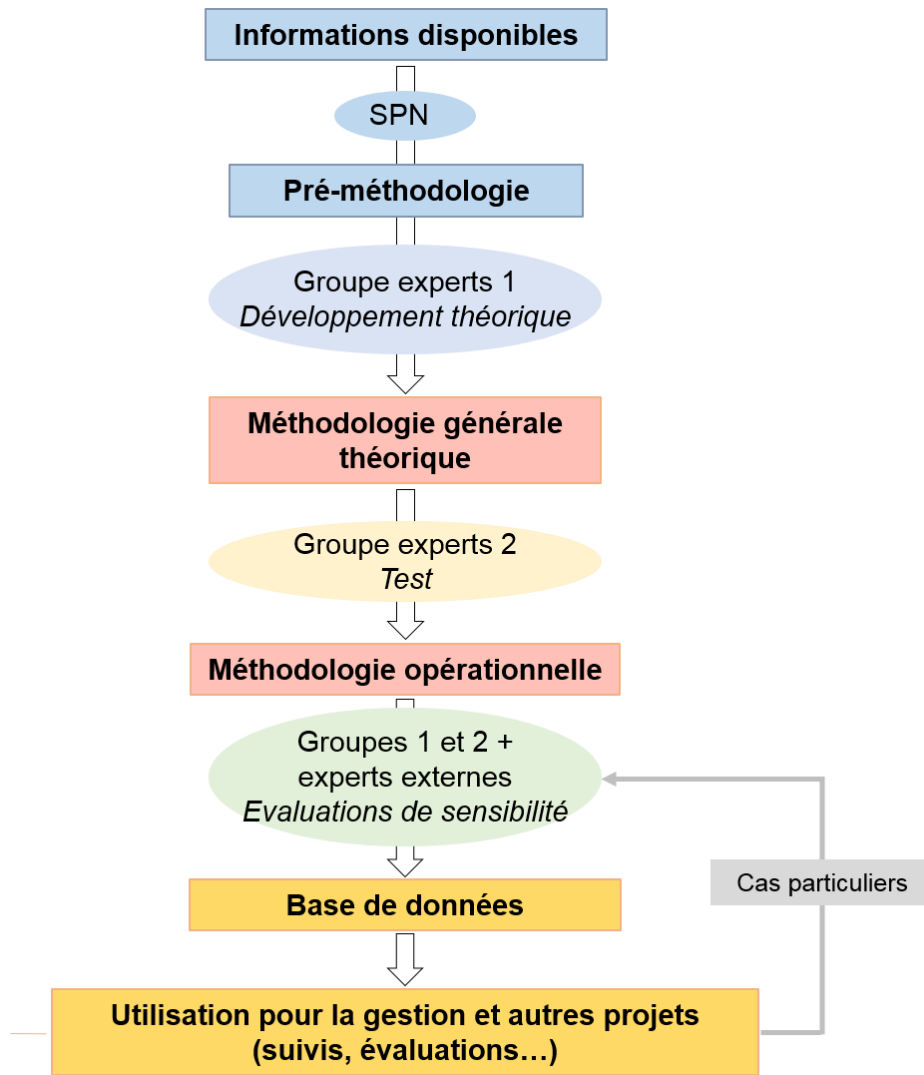 Informations disponibles
SPN
Pré-méthodologie
Groupe experts 1
Développement théorique
Méthodologie générale
théorique
Groupe experts 2
Test
Méthodologie opérationnelle
Groupes 1 et 2 +
experts externes
Evaluations de sensibilité
Cas particuliers
Base de données
Utilisation pour la gestion et autres projets
(suivis, évaluations…)